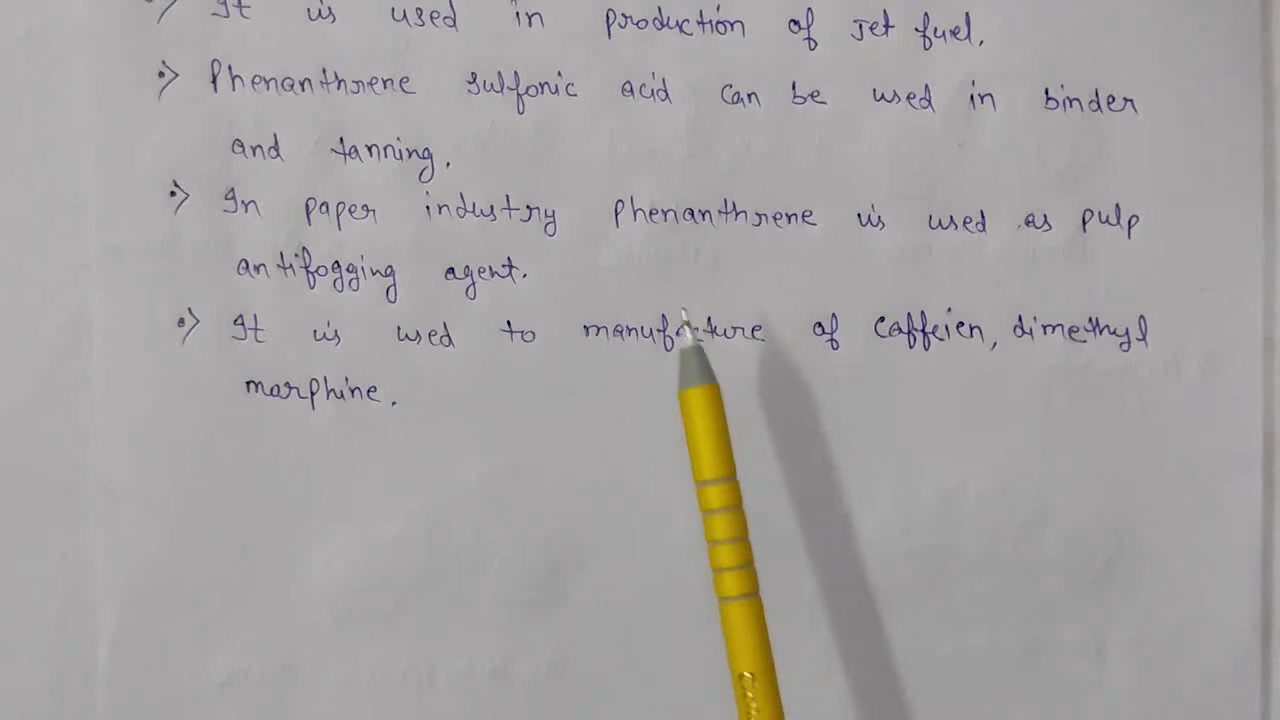 It is used in production of Jet fuel.
Phenanthrene sulfonic acid can be used in binder
and tanning.
In paper industry Phenanthrene is used as pulp
antifogging agent.
It is used to manufacture of Caffeien, dimethyl
marphine.